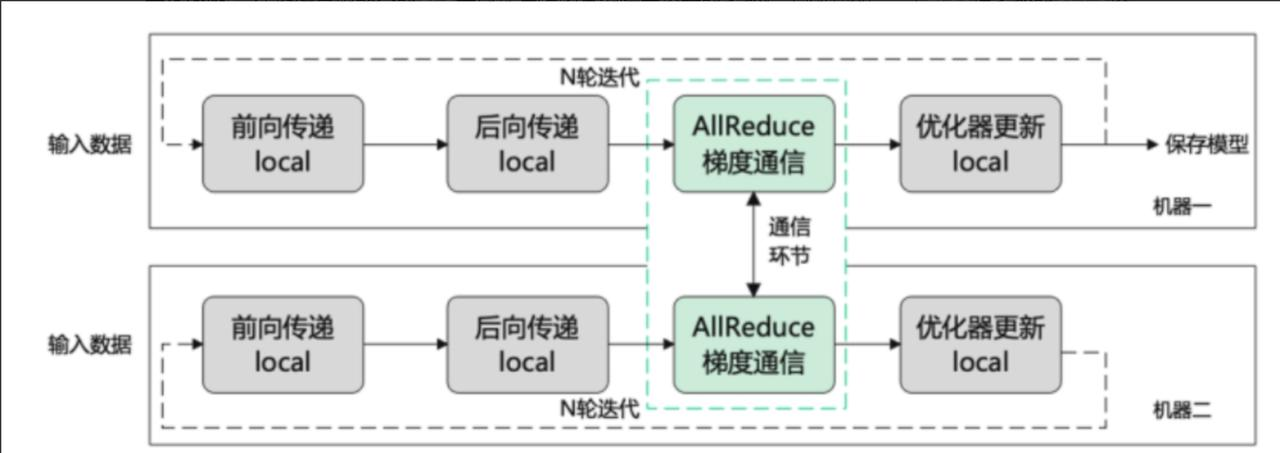 N轮迭代
输入数据
前向传递
local
后向传递
local
AllReduce
梯度通信
优化器更新
local
保存模型
机器一
通信
环节
输入数据
前向传递
local
后向传递
local
AllReduce
梯度通信
优化器更新
local
N轮迭代
机器二